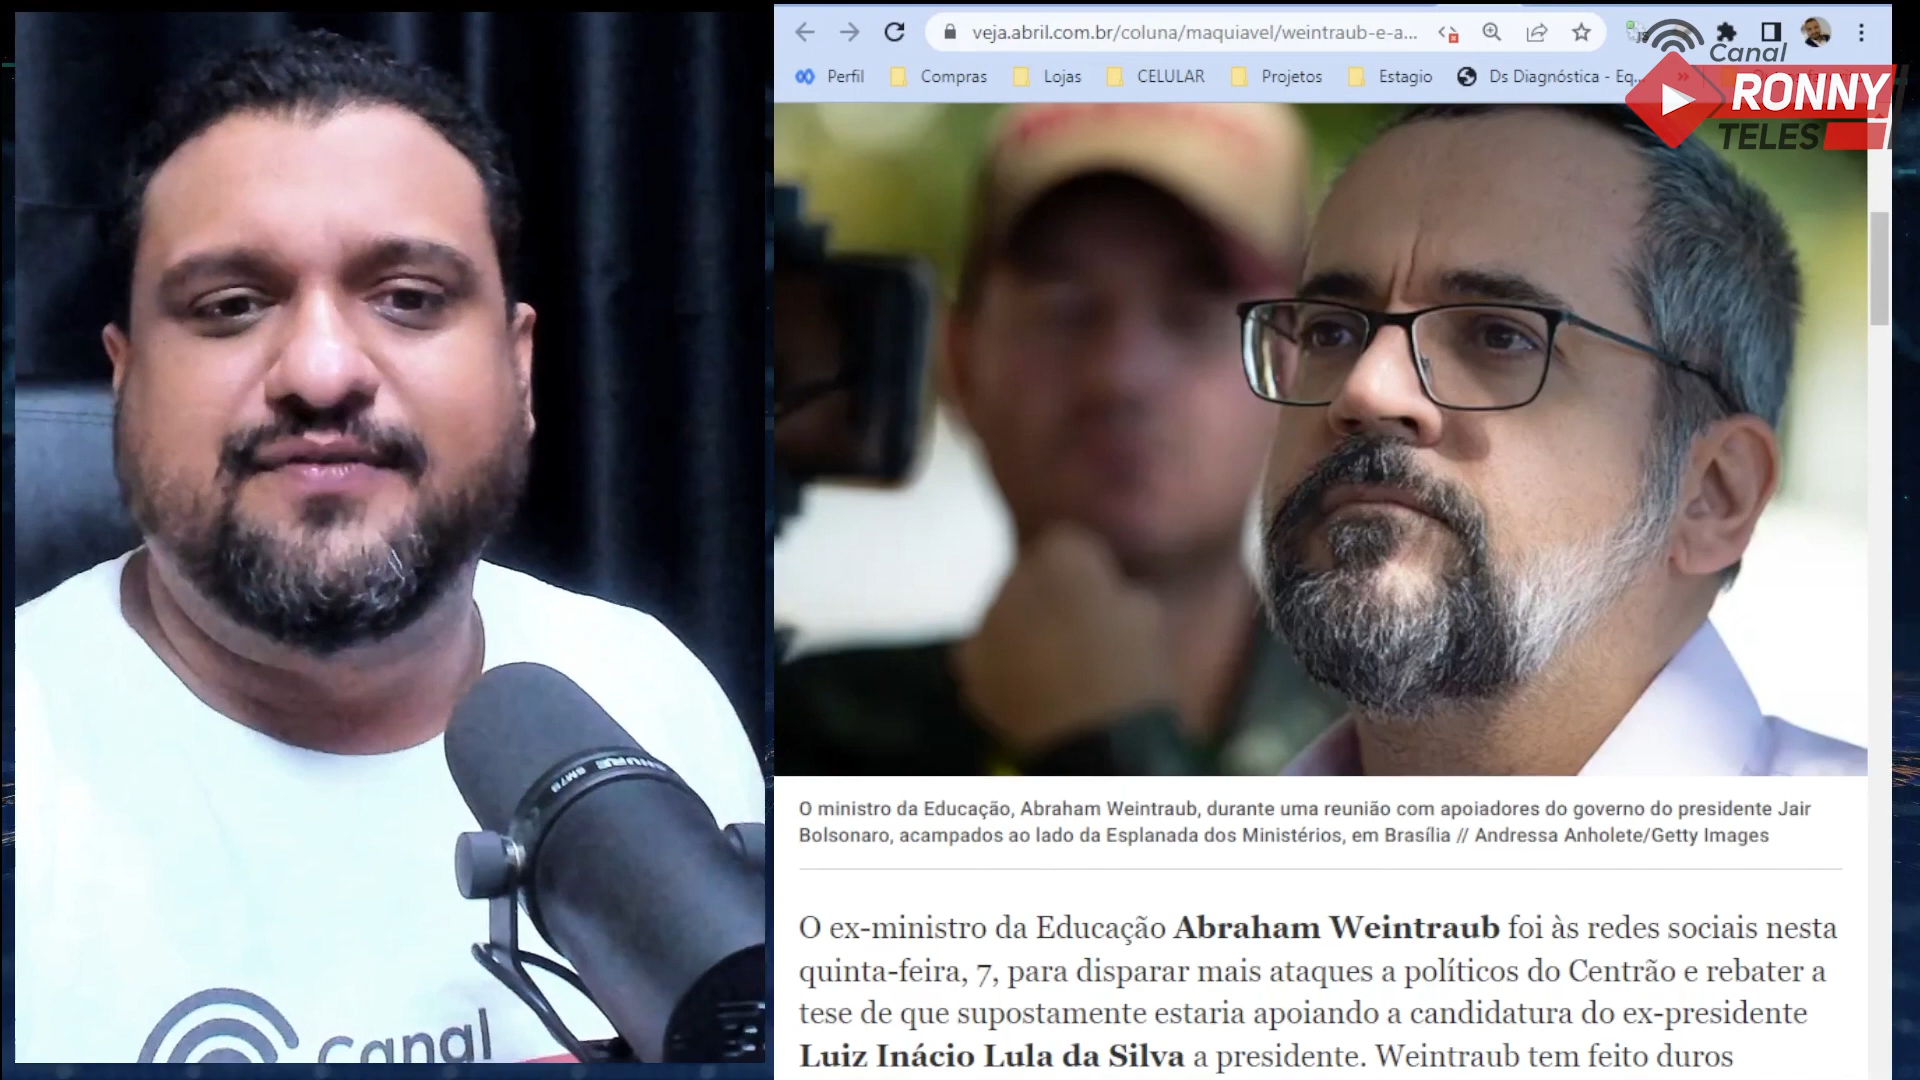 veja.abril.com.br/coluna/maquiavel/weintraub-e-a...
Perfil
Compras
Lojas
CELULAR
Projetos
Estagio
Ds Diagnóstica - Eq...
Canal
RONNY
TELES
O ministro da Educação, Abraham Weintraub, durante uma reunião com apoiadores do governo do presidente Jair
Bolsonaro, acampados ao lado da Esplanada dos Ministérios, em Brasília // Andressa Anholete/Getty Images
O ex-ministro da Educação Abraham Weintraub foi às redes sociais nesta
quinta-feira, 7, para disparar mais ataques a políticos do Centrão e rebater a
tese de que supostamente estaria apoiando a candidatura do ex-presidente
Luiz Inácio Lula da Silva a presidente. Weintraub tem feito duros
SHURE SM7B
Canal